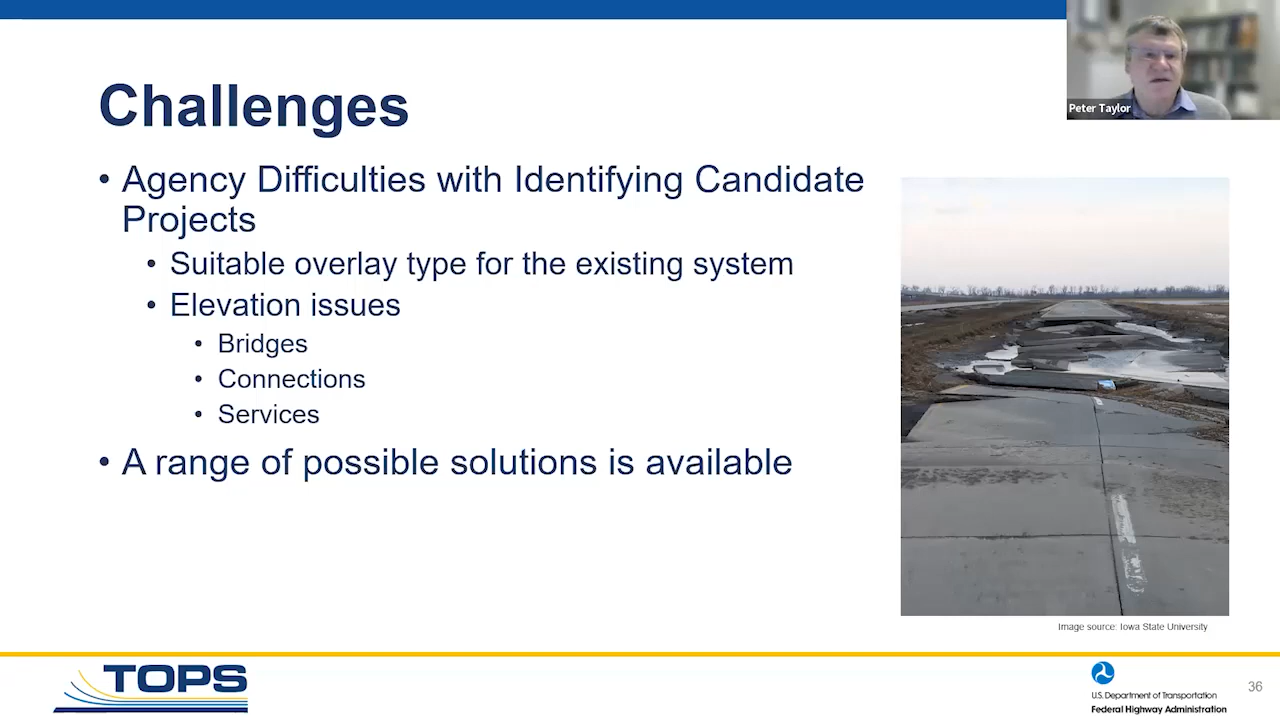 Peter Taylor
Challenges
• Agency Difficulties with Identifying Candidate
Projects
• Suitable overlay type for the existing system
• Elevation issues
• Bridges
• Connections
• Services
• A range of possible solutions is available
Image source: Iowa State University
TOPS
U.S. Department of Transportation
Federal Highway Administration
36